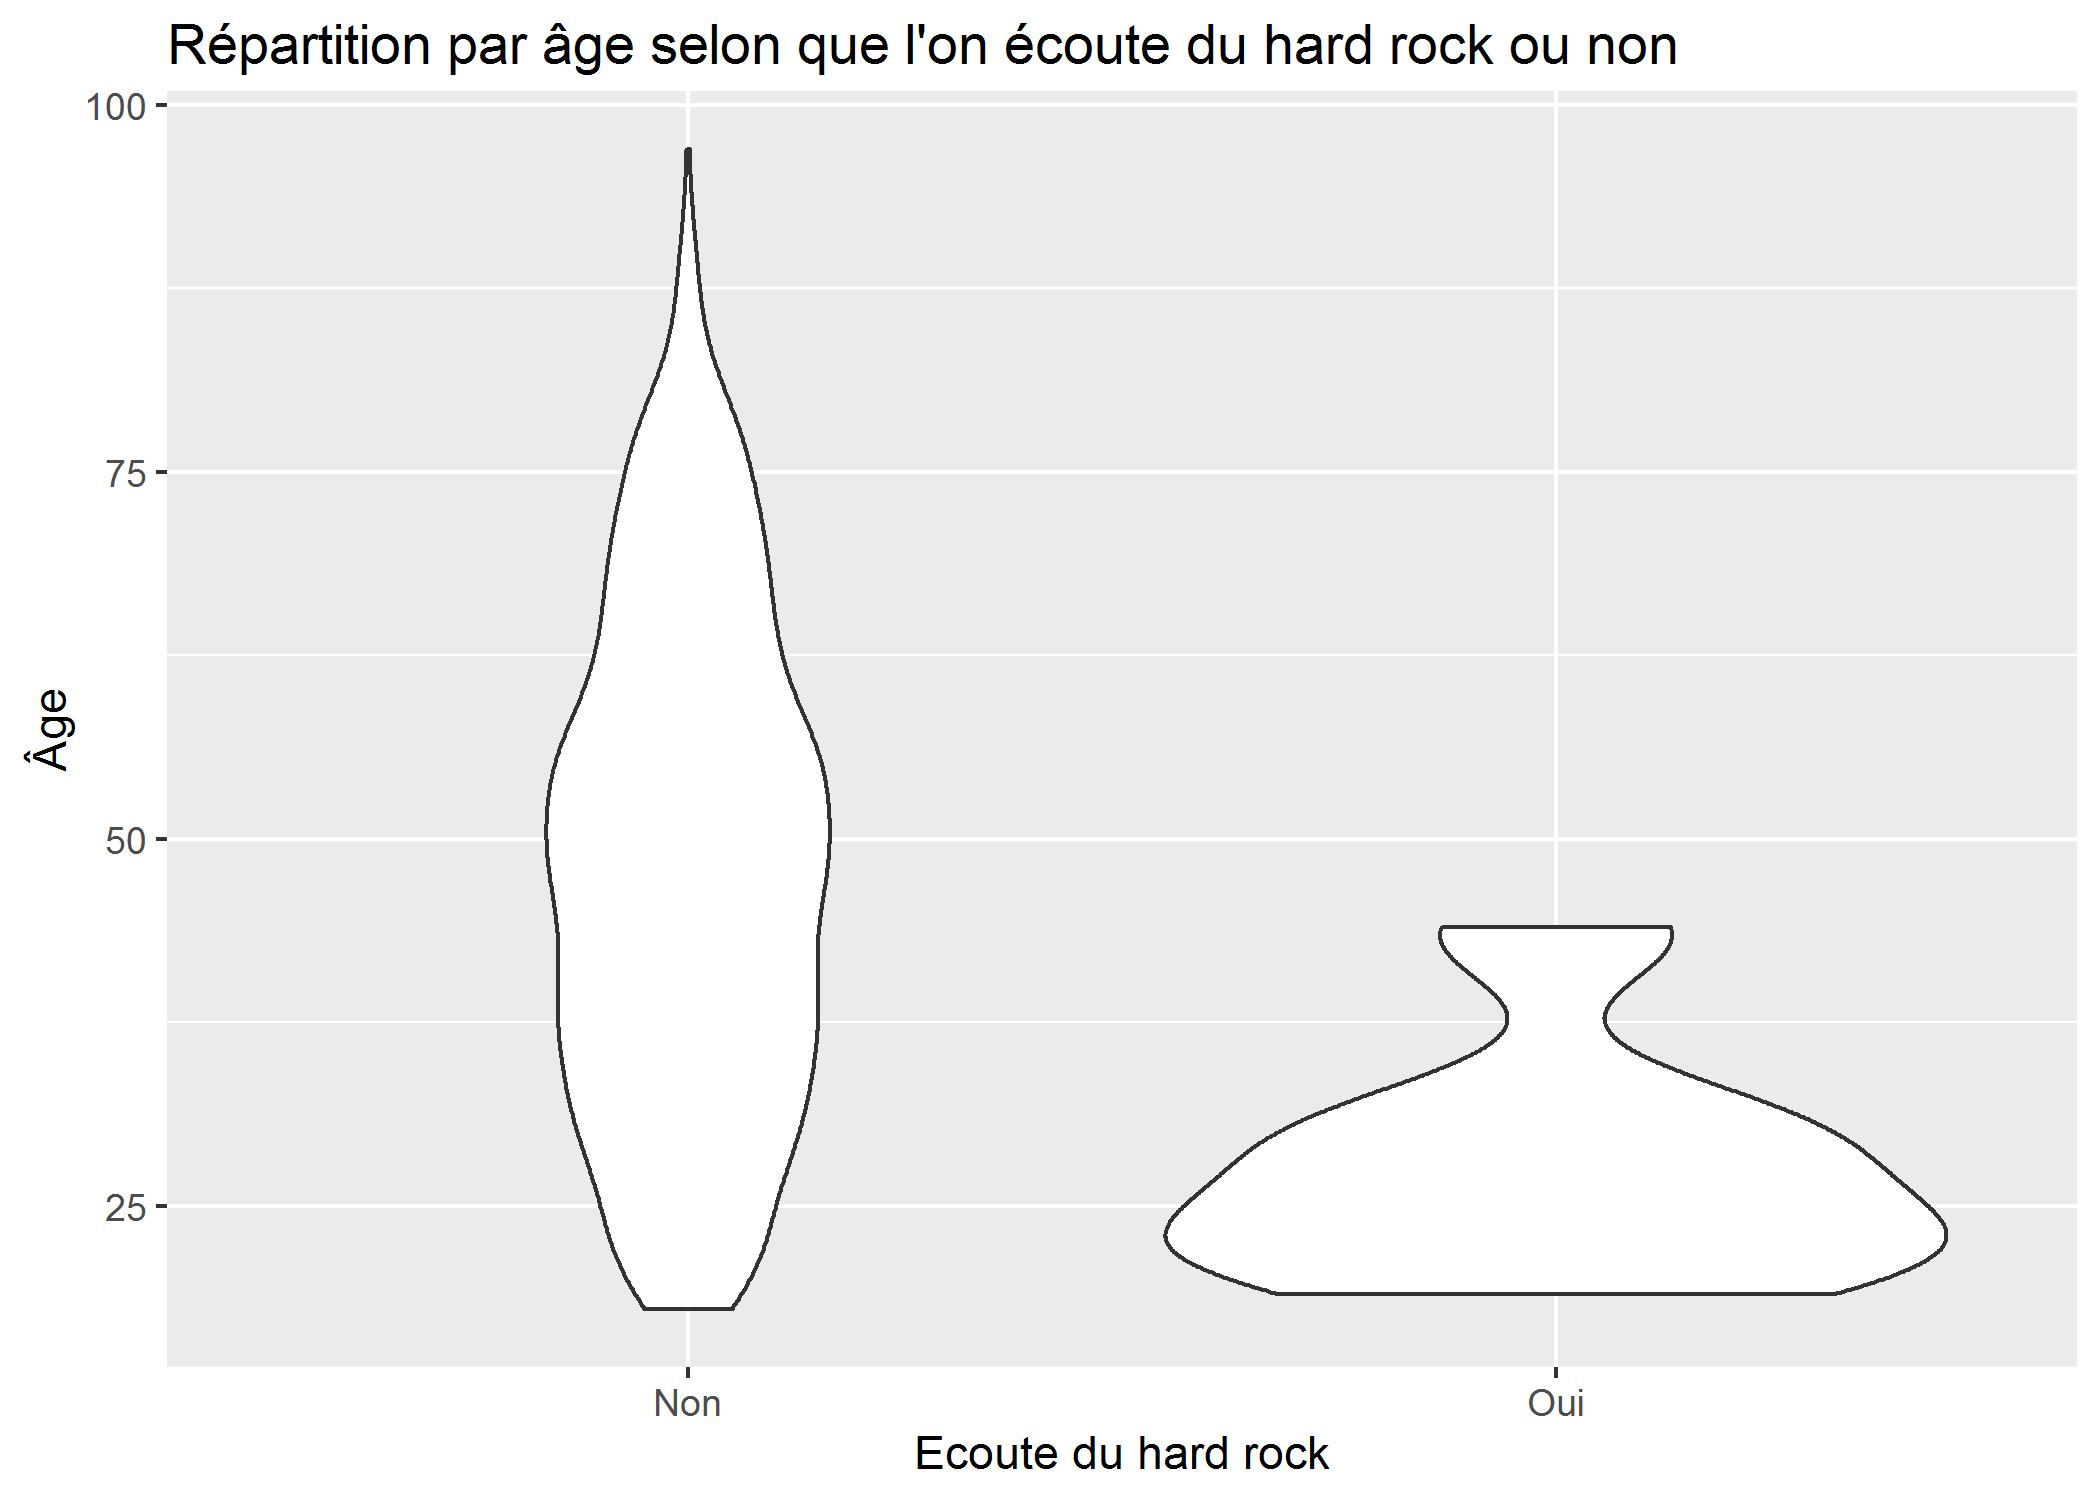 Répartition par âge selon que l'on écoute du hard rock ou non
100
75
50
25
Âge
Non
Oui
Ecoute du hard rock